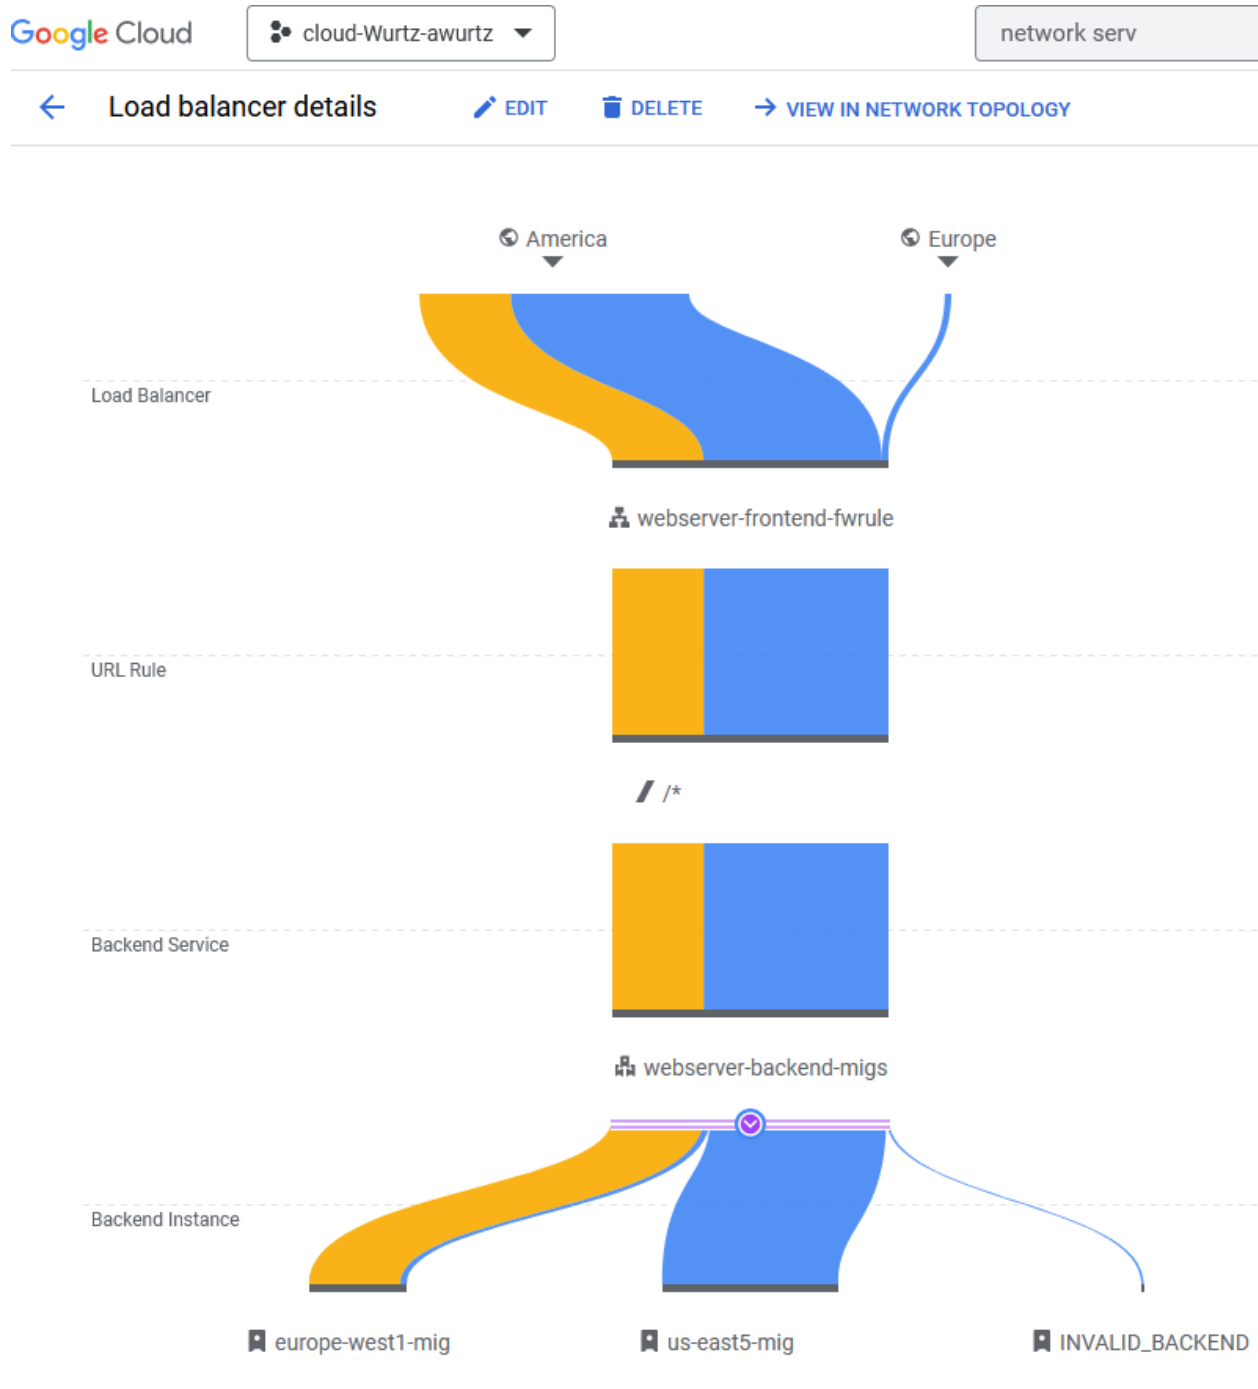 Google Cloud
cloud-Wurtz-awurtz
network serv
Load balancer details
EDIT
DELETE
VIEW IN NETWORK TOPOLOGY
America
Europe
Load Balancer
webserver-frontend-fwrule
URL Rule
/*
Backend Service
webserver-backend-migs
Backend Instance
europe-west1-mig
us-east5-mig
INVALID_BACKEND